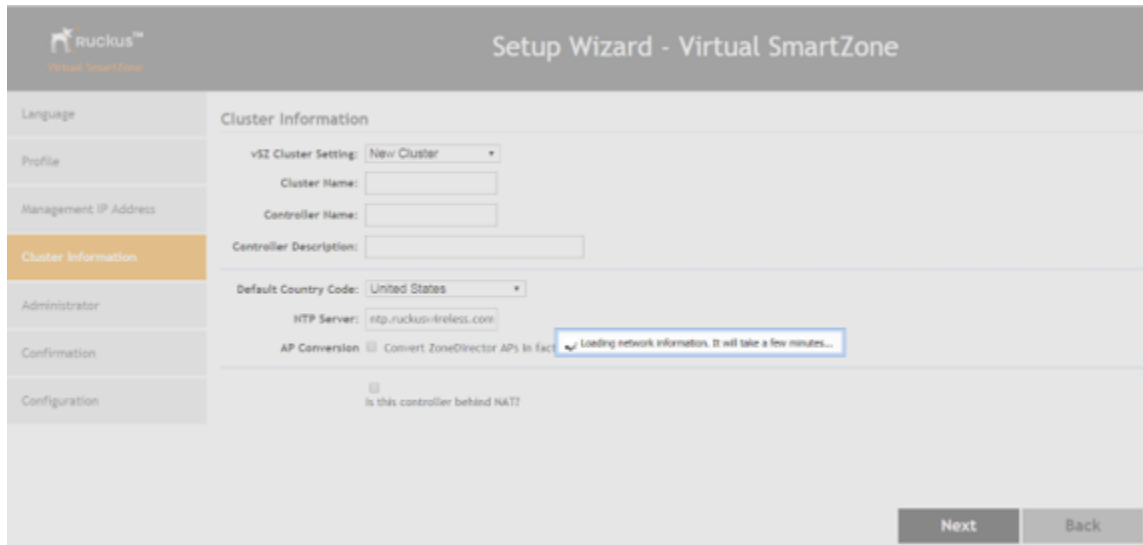 Ruckus™
Virtual SmartZone
Setup Wizard - Virtual SmartZone
Language
Profile
Management IP Address
Cluster Information
Administrator
Confirmation
Configuration
Cluster Information
vSZ Cluster Setting: New Cluster
Cluster Name:
Controller Name:
Controller Description:
Default Country Code: United States
NTP Server: ntp.ruckuswireless.com
AP Conversion Convert ZoneDirector APs in fact
Loading network information. It will take a few minutes...
Is this controller behind NAT?
Next Back